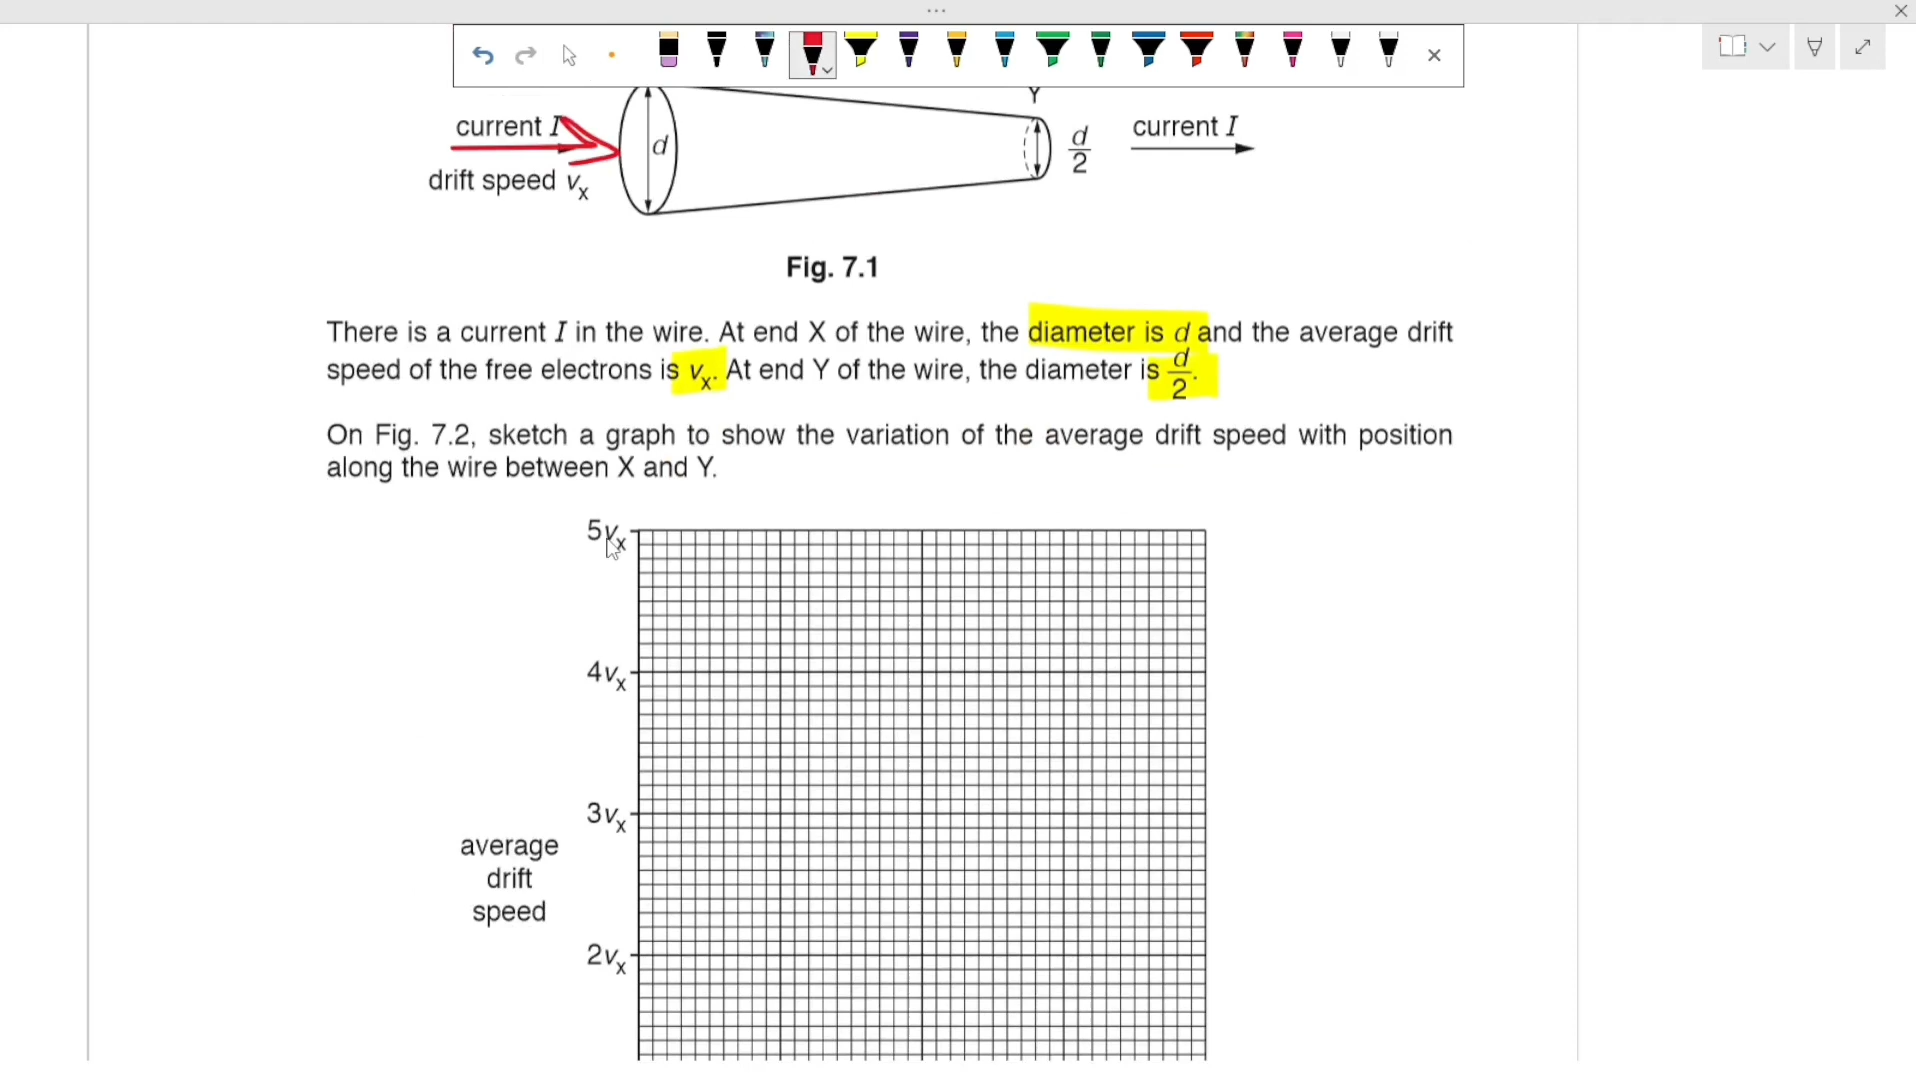 Y
current I
d
d/2
current I
drift speed vₓ
Fig. 7.1
There is a current I in the wire. At end X of the wire, the diameter is d and the average drift
speed of the free electrons is vₓ. At end Y of the wire, the diameter is d/2.
On Fig. 7.2, sketch a graph to show the variation of the average drift speed with position
along the wire between X and Y.
5vₓ
4vₓ
3vₓ
average
drift
speed
2vₓ